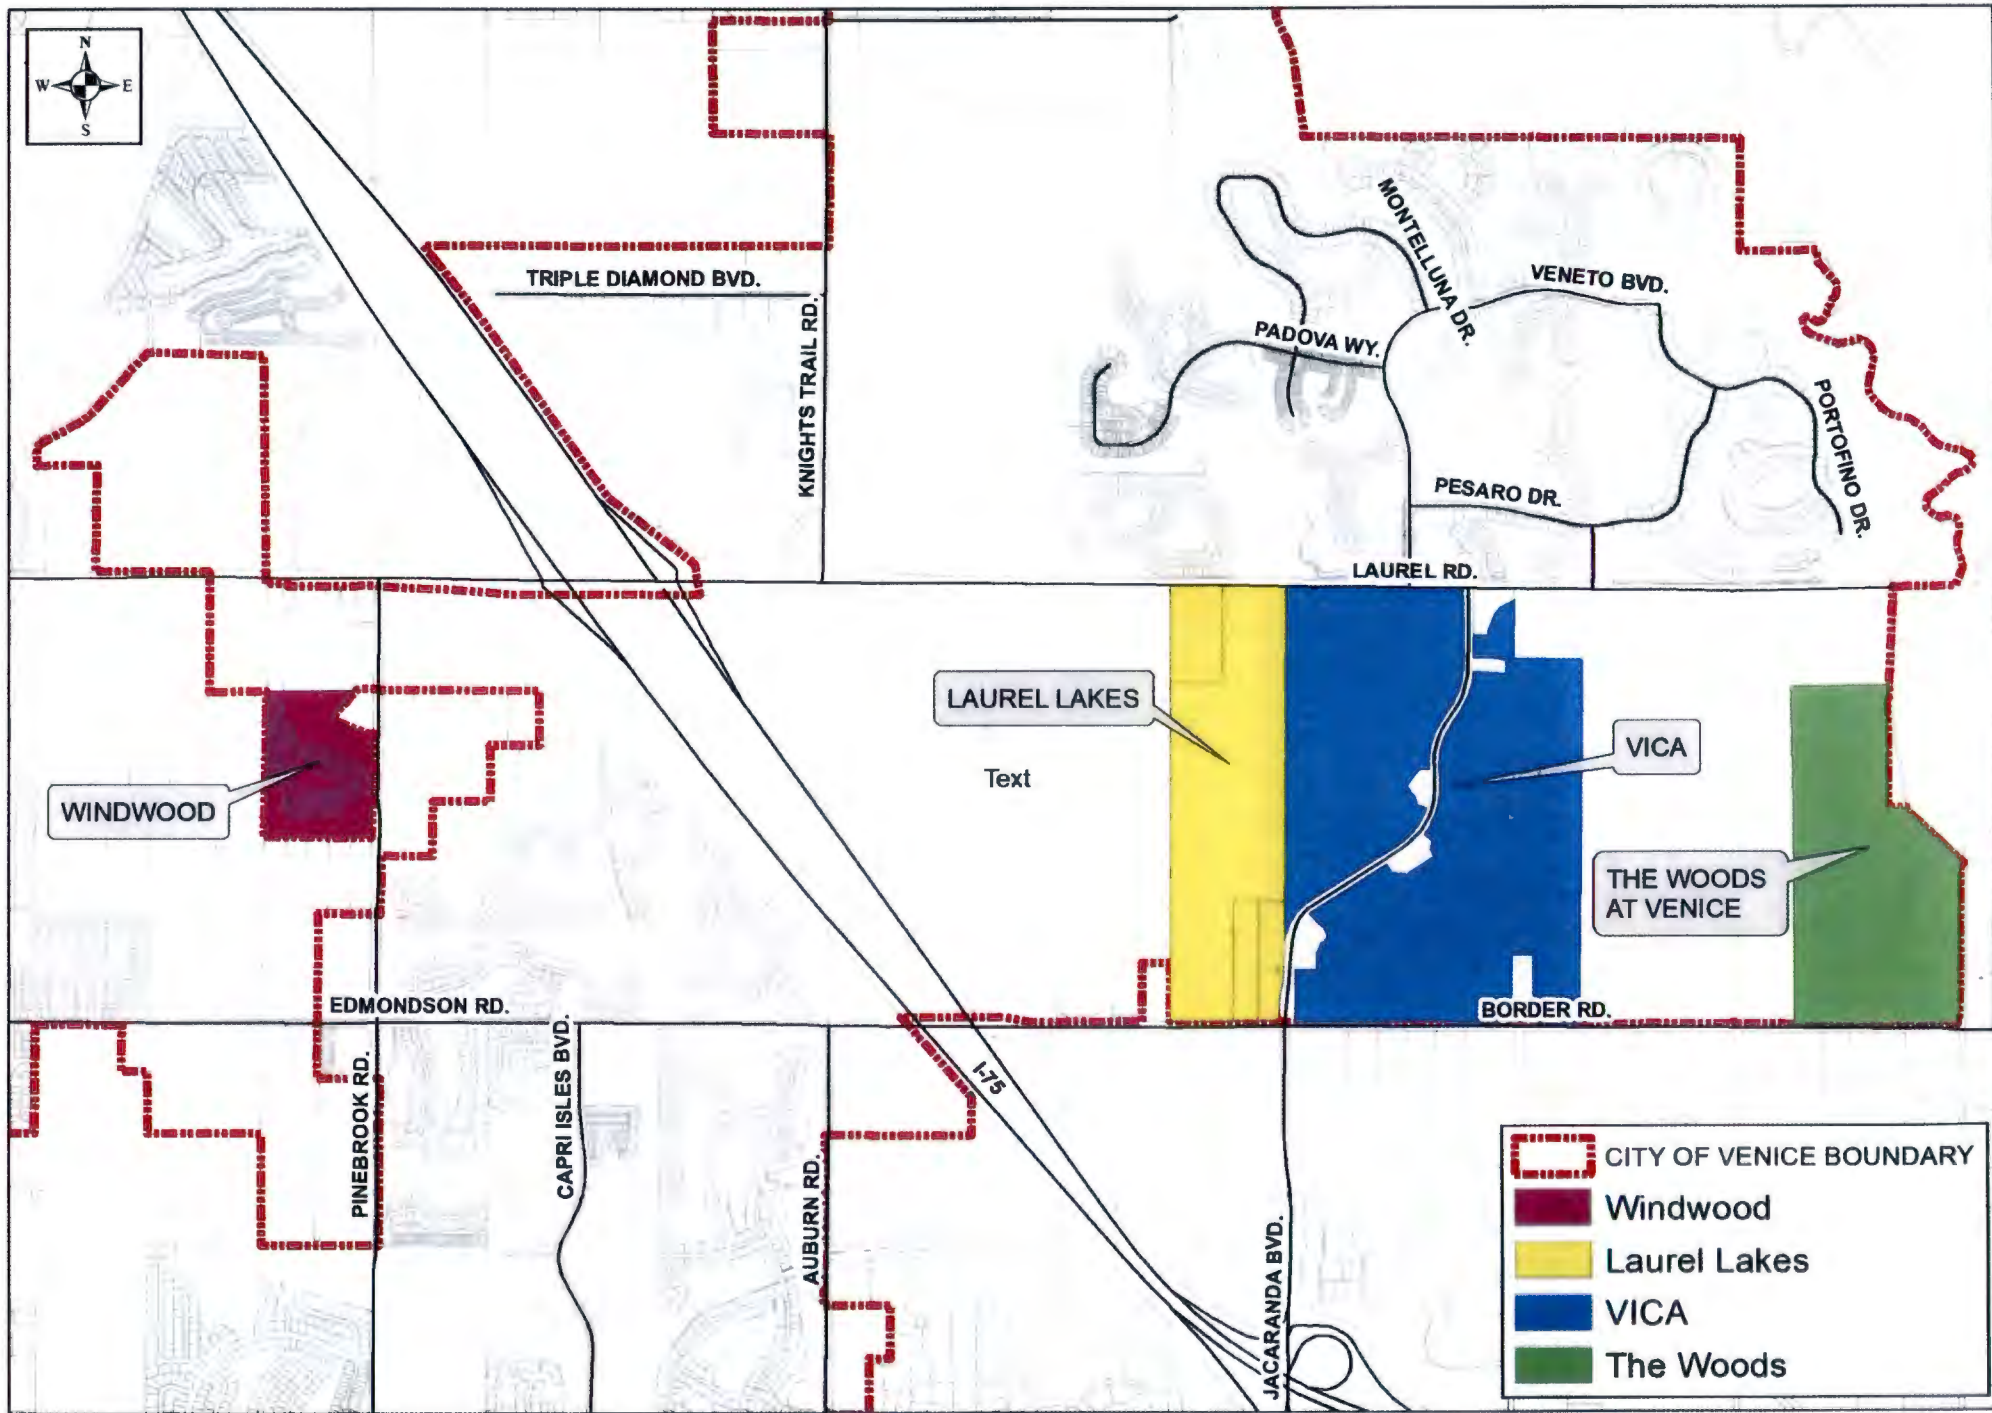 N
W E
S
TRIPLE DIAMOND BVD.
KNIGHTS TRAIL RD.
MONTELLUNA DR.
VENETO BVD.
PADOVA WY.
PORTOFINO DR.
PESARO DR.
LAUREL RD.
LAUREL LAKES
VICA
Text
WINDWOOD
THE WOODS
AT VENICE
EDMONDSON RD.
BORDER RD.
PINEBROOK RD.
CAPRI ISLES BVD.
AUBURN RD.
I-75
JACARANDA BVD.
CITY OF VENICE BOUNDARY
Windwood
Laurel Lakes
VICA
The Woods